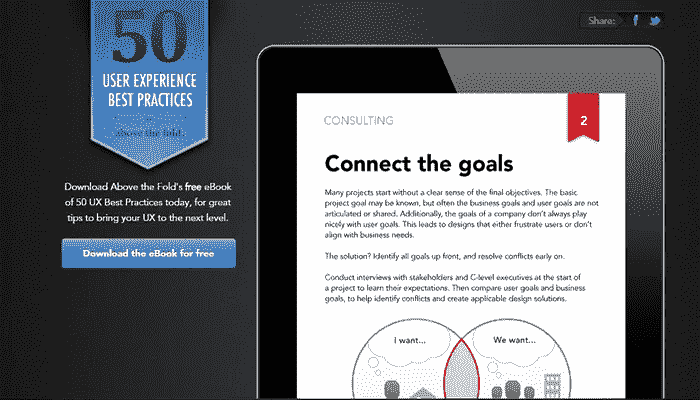 50
USER EXPERIENCE
BEST PRACTICES
above the fold
Download Above the Fold's free eBook
of 50 UX Best Practices today, for great
tips to bring your UX to the next level.
Download the eBook for free
Share:
CONSULTING
2
Connect the goals
Many projects start without a clear sense of the final objectives. The basic
project goal may be known, but often the business goals and user goals are not
articulated or shared. Additionally, the goals of a company don't always play
nicely with user goals. This leads to designs that either frustrate users or don't
align with business needs.
The solution? Identify all goals up front, and resolve conflicts early on.
Conduct interviews with stakeholders and C-level executives at the start of
a project to learn their expectations. Then compare user goals and business
goals, to help identify conflicts and create applicable design solutions.
I want...
We want...